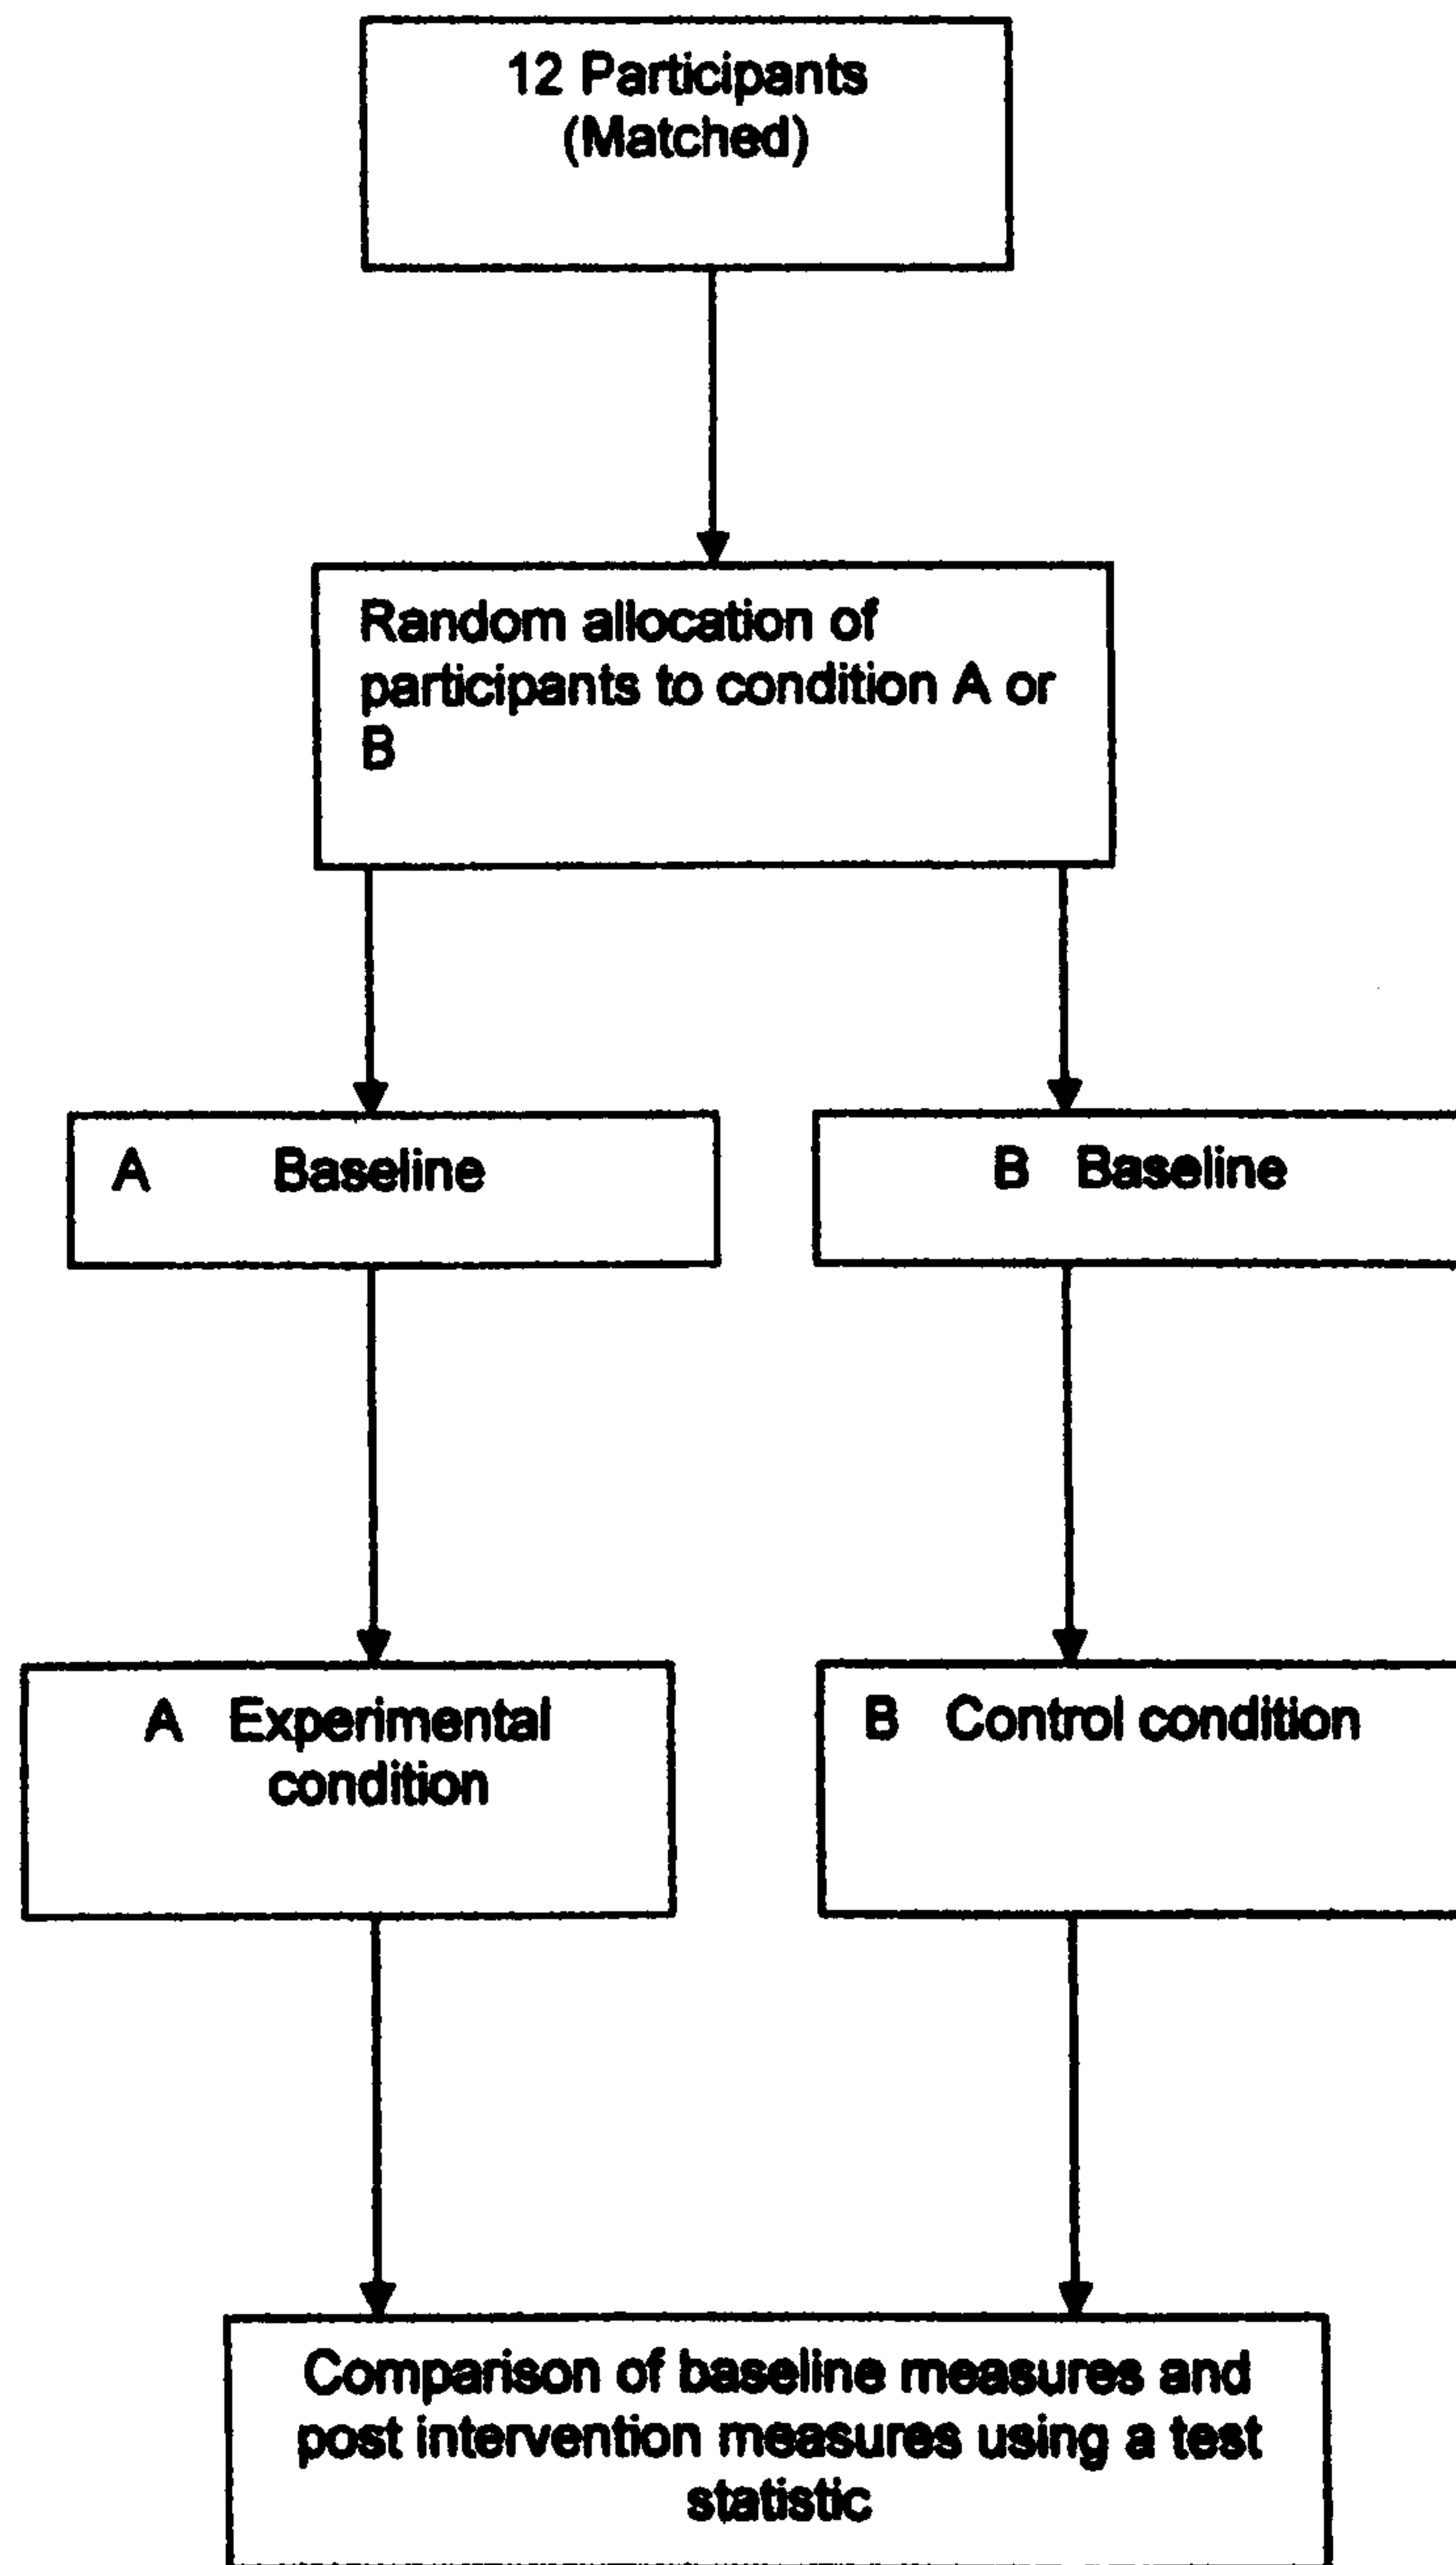 12 Participants
(Matched)
Random allocation of
participants to condition A or
B
A Baseline
B Baseline
A Experimental
condition
B Control condition
Comparison of baseline measures and
post intervention measures using a test
statistic